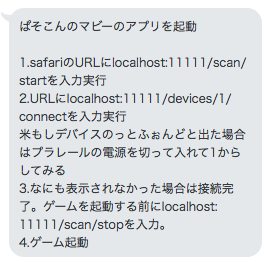 ぱそこんのマビーのアプリを起動

1.safariのURLにlocalhost:11111/scan/
startを入力実行
2.URLにlocalhost:11111/devices/1/
connectを入力実行
米もしデバイスのっとふぉんどと出た場合
はプラレールの電源を切って入れて1から
してみる
3.なにも表示されなかった場合は接続完
了。ゲームを起動する前にlocalhost:
11111/scan/stopを入力。
4.ゲーム起動